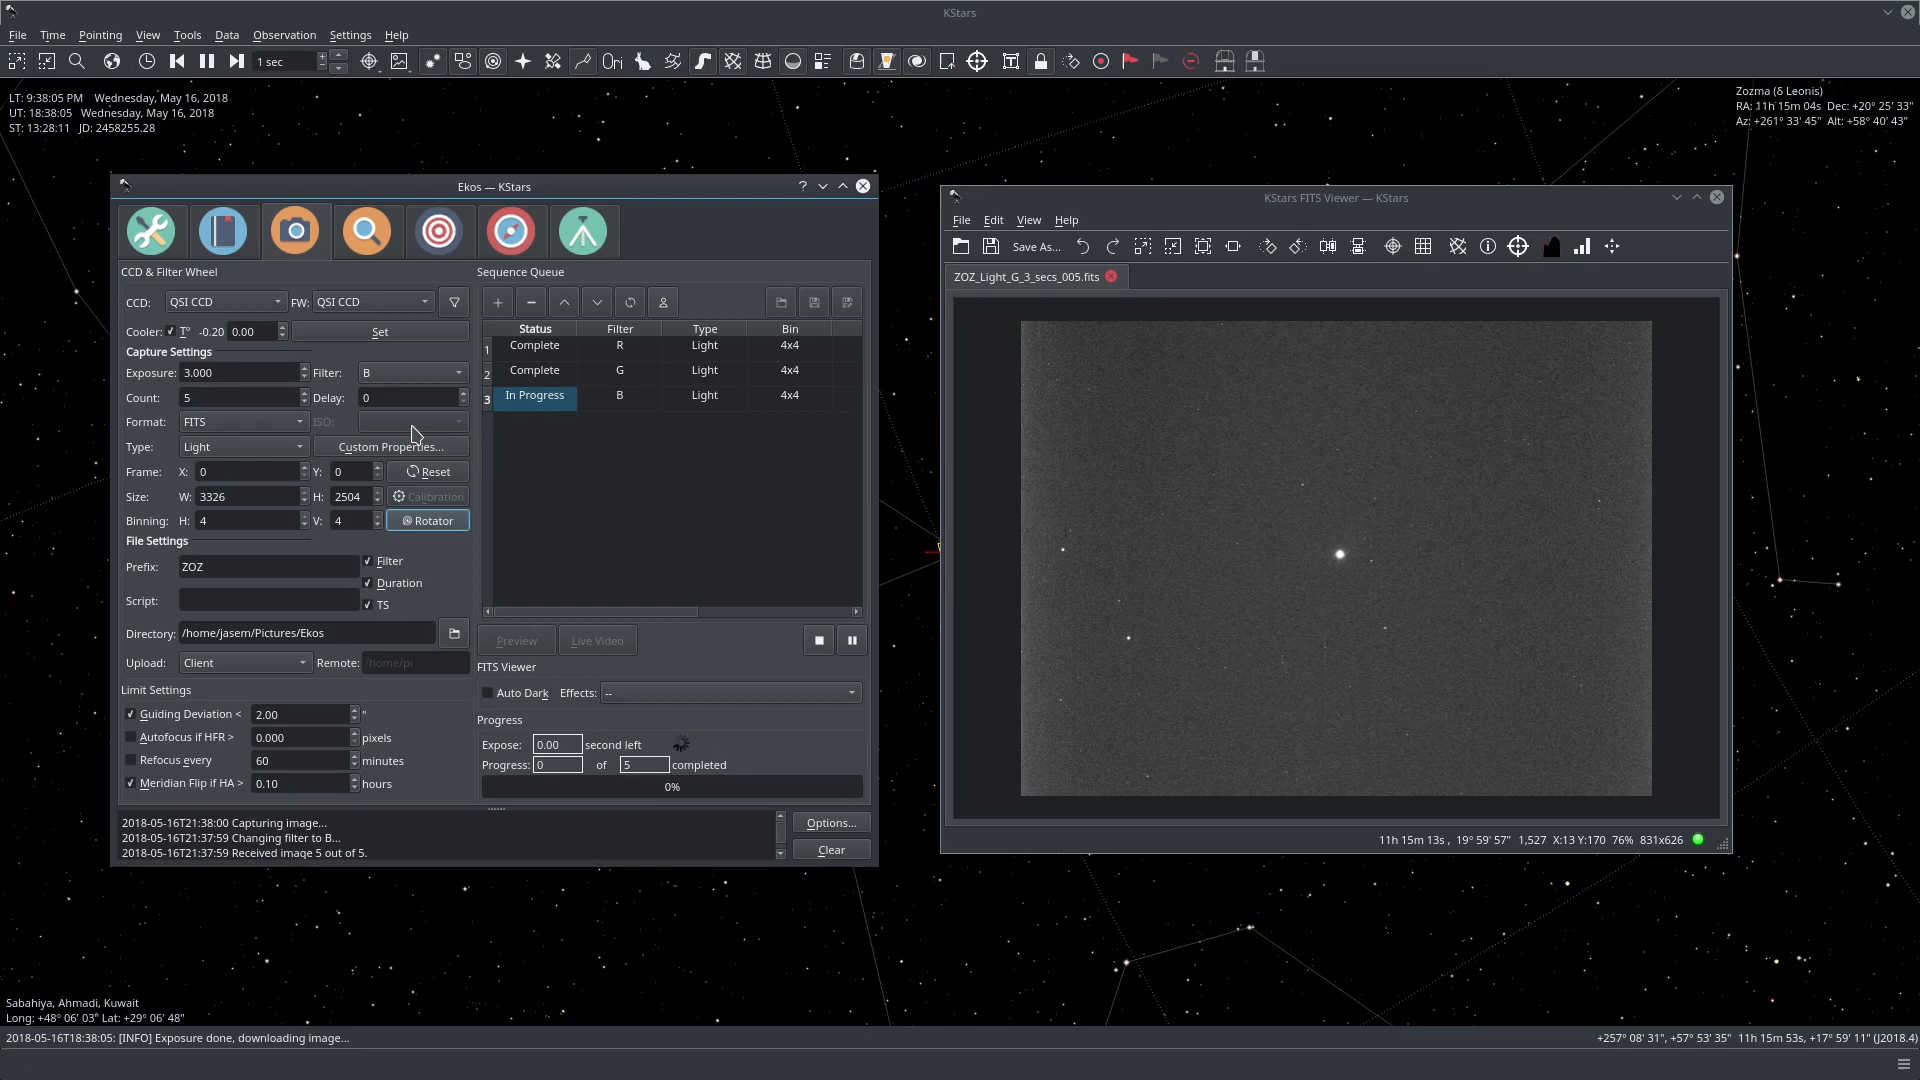 KStars
File Time Pointing View Tools Data Observation Settings Help
1 sec
Ori
LT: 9:38:05 PM Wednesday, May 16, 2018
UT: 18:38:05 Wednesday, May 16, 2018
ST: 13:28:11 JD: 2458255.28
Zozma (δ Leonis)
RA: 11h 15m 04s Dec: +20° 25' 33"
Az: +261° 33' 45" Alt: +58° 40' 43"
Ekos — KStars
CCD & Filter Wheel
CCD: QSI CCD FW: QSI CCD
Cooler: T° -0.20 0.00 Set
Capture Settings
Exposure: 3.000 Filter: B
Count: 5 Delay: 0
Format: FITS ISO:
Type: Light Custom Properties...
Frame: X: 0 Y: 0 Reset
Size: W: 3326 H: 2504 Calibration
Binning: H: 4 V: 4 Rotator
File Settings
Prefix: ZOZ Filter
Duration
Script: TS
Directory: /home/jasem/Pictures/Ekos
Upload: Client Remote: /home/pi
Limit Settings
Guiding Deviation < 2.00 "
Autofocus if HFR > 0.000 pixels
Refocus every 60 minutes
Meridian Flip if HA > 0.10 hours
Sequence Queue
Status Filter Type Bin
1 Complete R Light 4x4
2 Complete G Light 4x4
3 In Progress B Light 4x4
Preview Live Video
FITS Viewer
Auto Dark Effects: --
Progress
Expose: 0.00 second left
Progress: 0 of 5 completed
0%
2018-05-16T21:38:00 Capturing image...
2018-05-16T21:37:59 Changing filter to B...
2018-05-16T21:37:59 Received image 5 out of 5.
Options...
Clear
KStars FITS Viewer — KStars
File Edit View Help
Save As...
ZOZ_Light_G_3_secs_005.fits
11h 15m 13s , 19° 59' 57" 1,527 X:13 Y:170 76% 831x626
Sabahiya, Ahmadi, Kuwait
Long: +48° 06' 03" Lat: +29° 06' 48"
2018-05-16T18:38:05: [INFO] Exposure done, downloading image...
+257° 08' 31", +57° 53' 35" 11h 15m 53s, +17° 59' 11" (J2018.4)